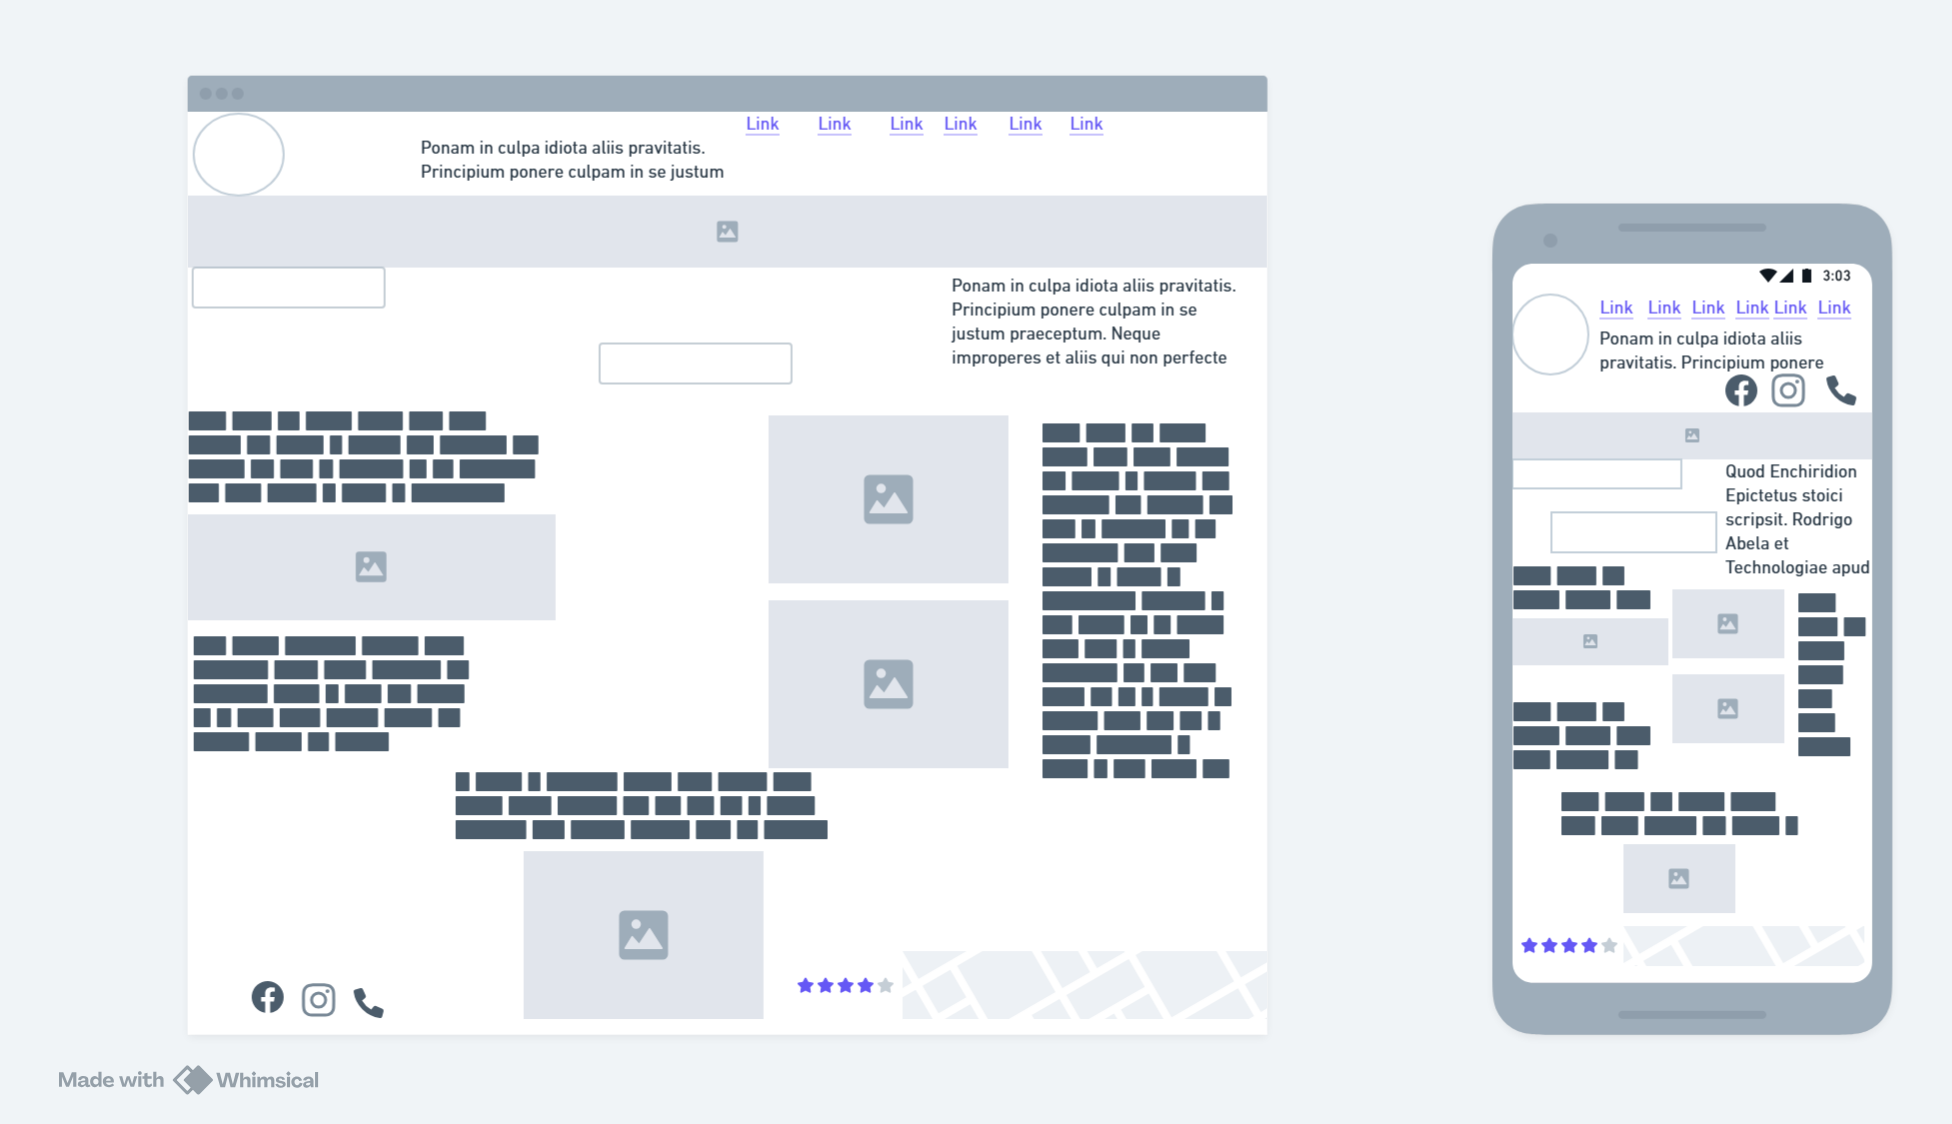 Link Link Link Link Link Link
Ponam in culpa idiota aliis pravitatis.
Principium ponere culpam in se justum
Ponam in culpa idiota aliis pravitatis.
Principium ponere culpam in se
justum praeceptum. Neque
improperes et aliis qui non perfecte
3:03
Link Link Link Link Link Link
Ponam in culpa idiota aliis
pravitatis. Principium ponere
Quod Enchiridion
Epictetus stoici
scripsit. Rodrigo
Abela et
Technologiae apud
Made with Whimsical